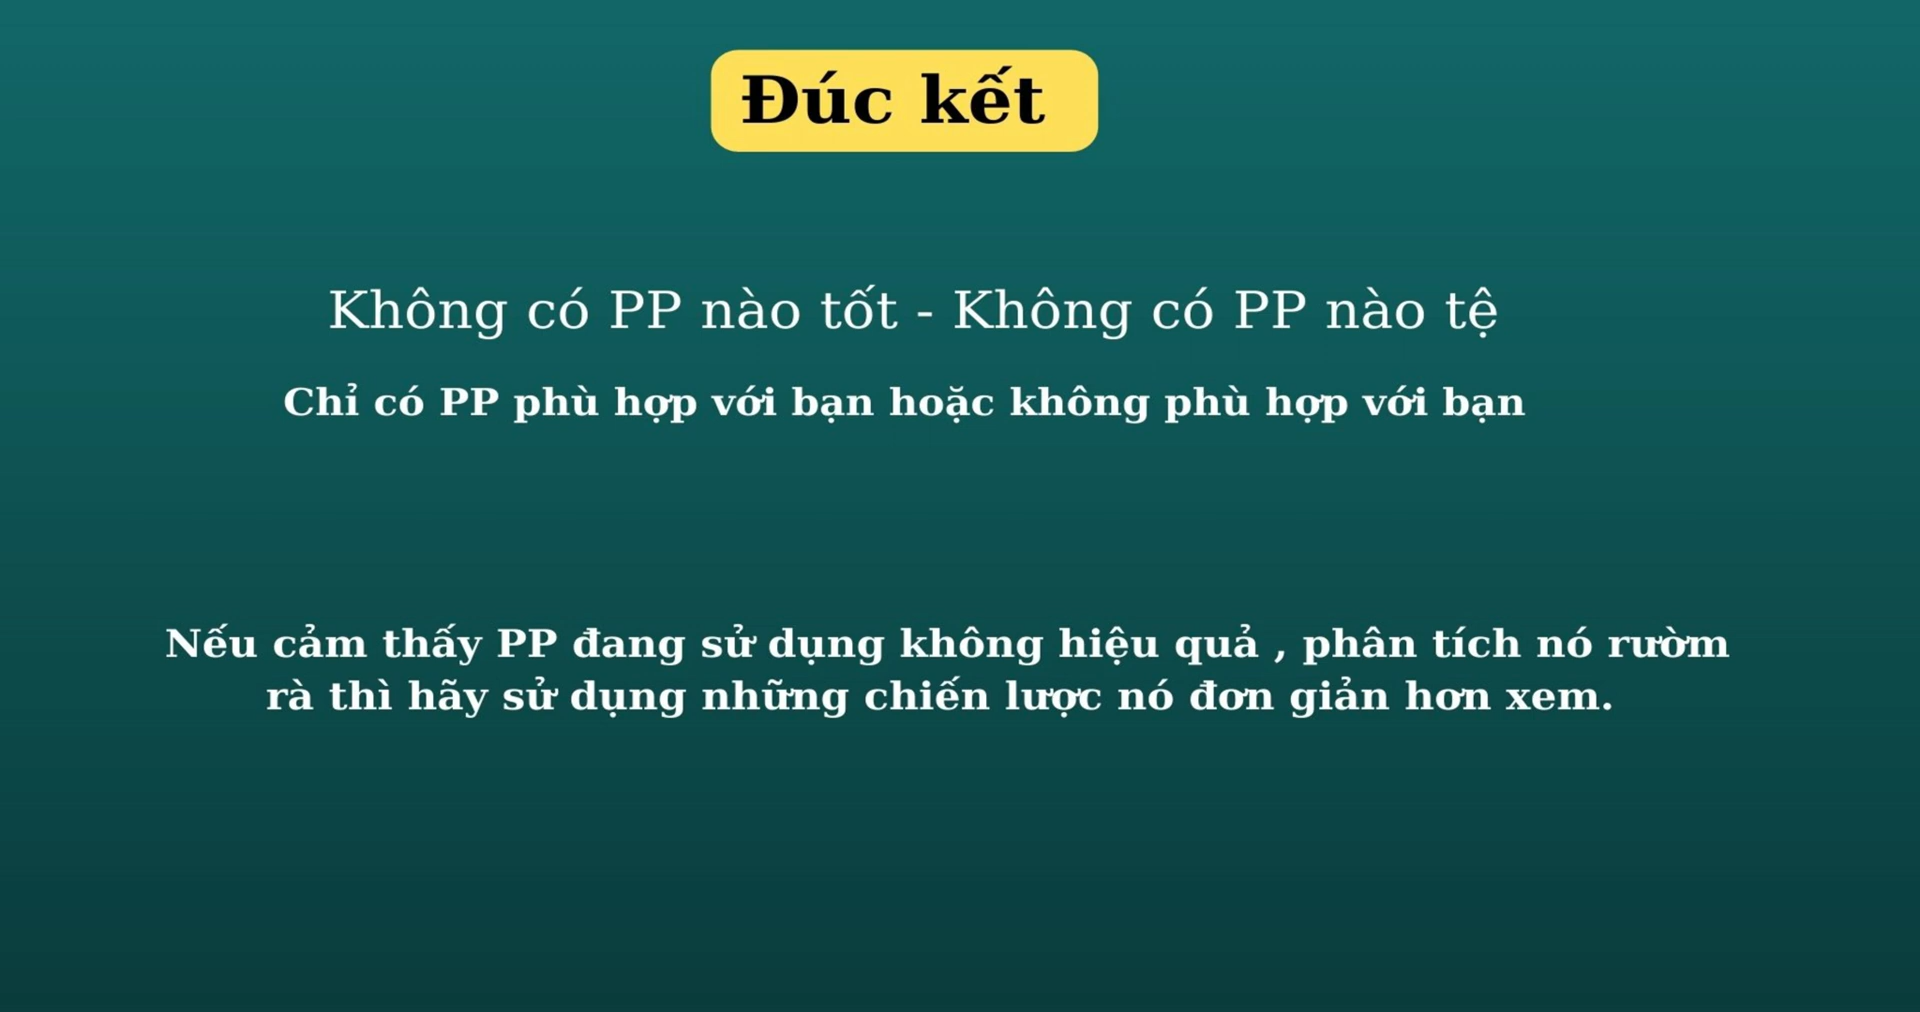 Đúc kết
Không có PP nào tốt - Không có PP nào tệ
Chỉ có PP phù hợp với bạn hoặc không phù hợp với bạn
Nếu cảm thấy PP đang sử dụng không hiệu quả , phân tích nó rườm
rà thì hãy sử dụng những chiến lược nó đơn giản hơn xem.